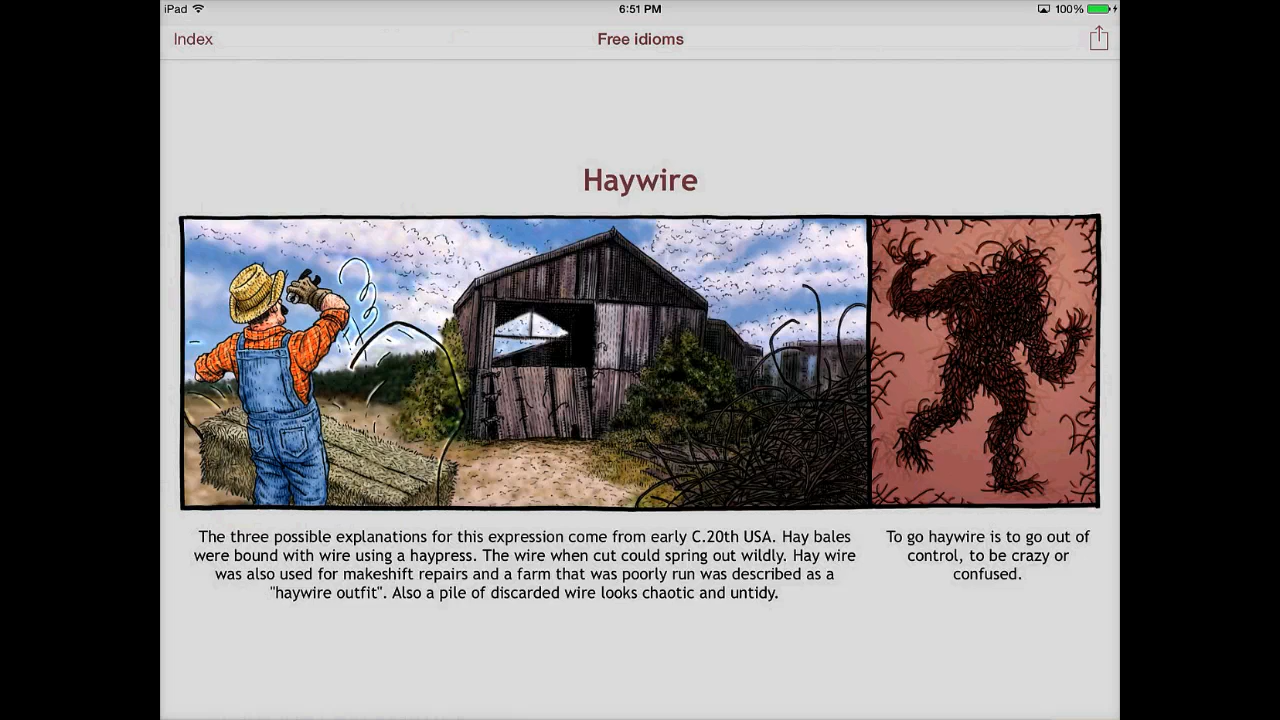 iPad 6:51 PM 100%
Index Free idioms
Haywire
The three possible explanations for this expression come from early C.20th USA. Hay bales
were bound with wire using a haypress. The wire when cut could spring out wildly. Hay wire
was also used for makeshift repairs and a farm that was poorly run was described as a
"haywire outfit". Also a pile of discarded wire looks chaotic and untidy.
To go haywire is to go out of
control, to be crazy or
confused.